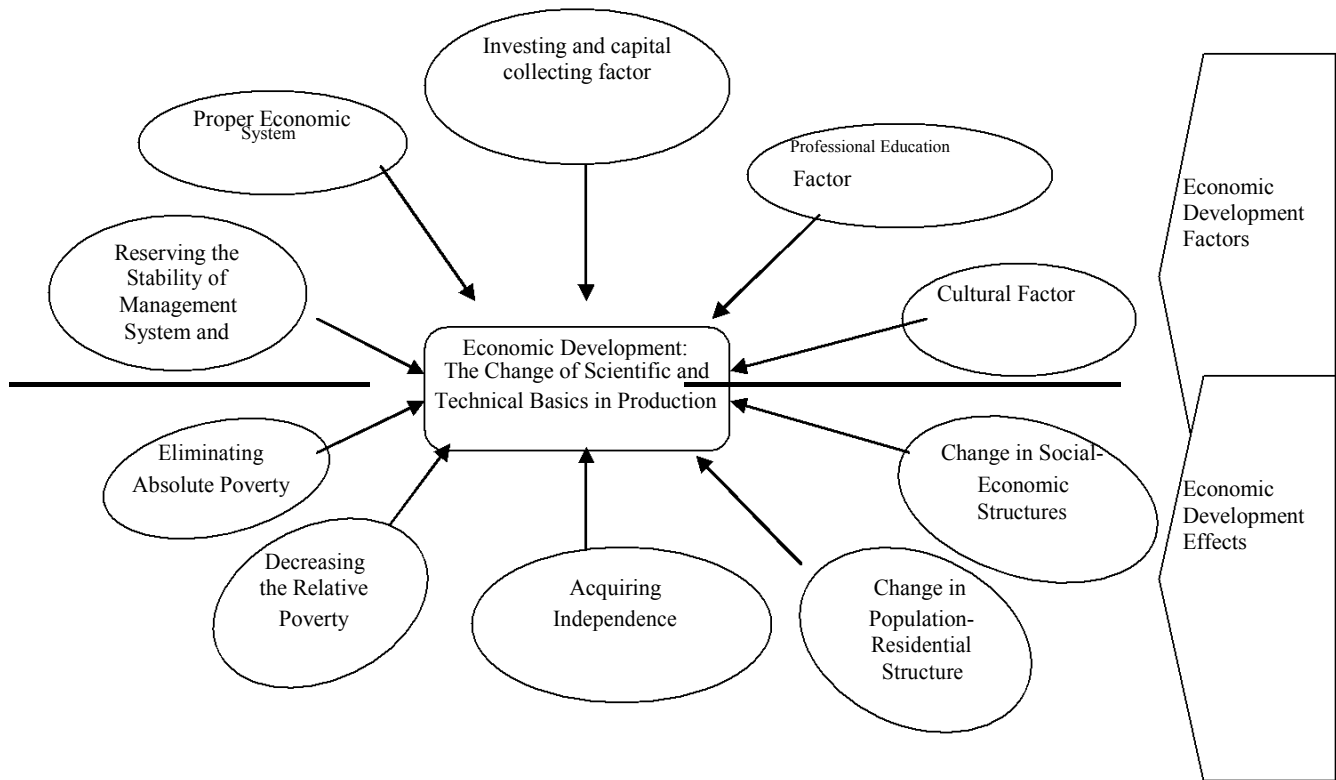 Investing and capital
collecting factor
Proper Economic
System
Professional Education
Factor
Economic
Development
Factors
Reserving the
Stability of
Management
System and
Cultural Factor
Economic Development:
The Change of Scientific and
Technical Basics in Production
Eliminating
Absolute Poverty
Change in Social-
Economic
Structures
Economic
Development
Effects
Decreasing
the Relative
Poverty
Acquiring
Independence
Change in
Population-
Residential
Structure